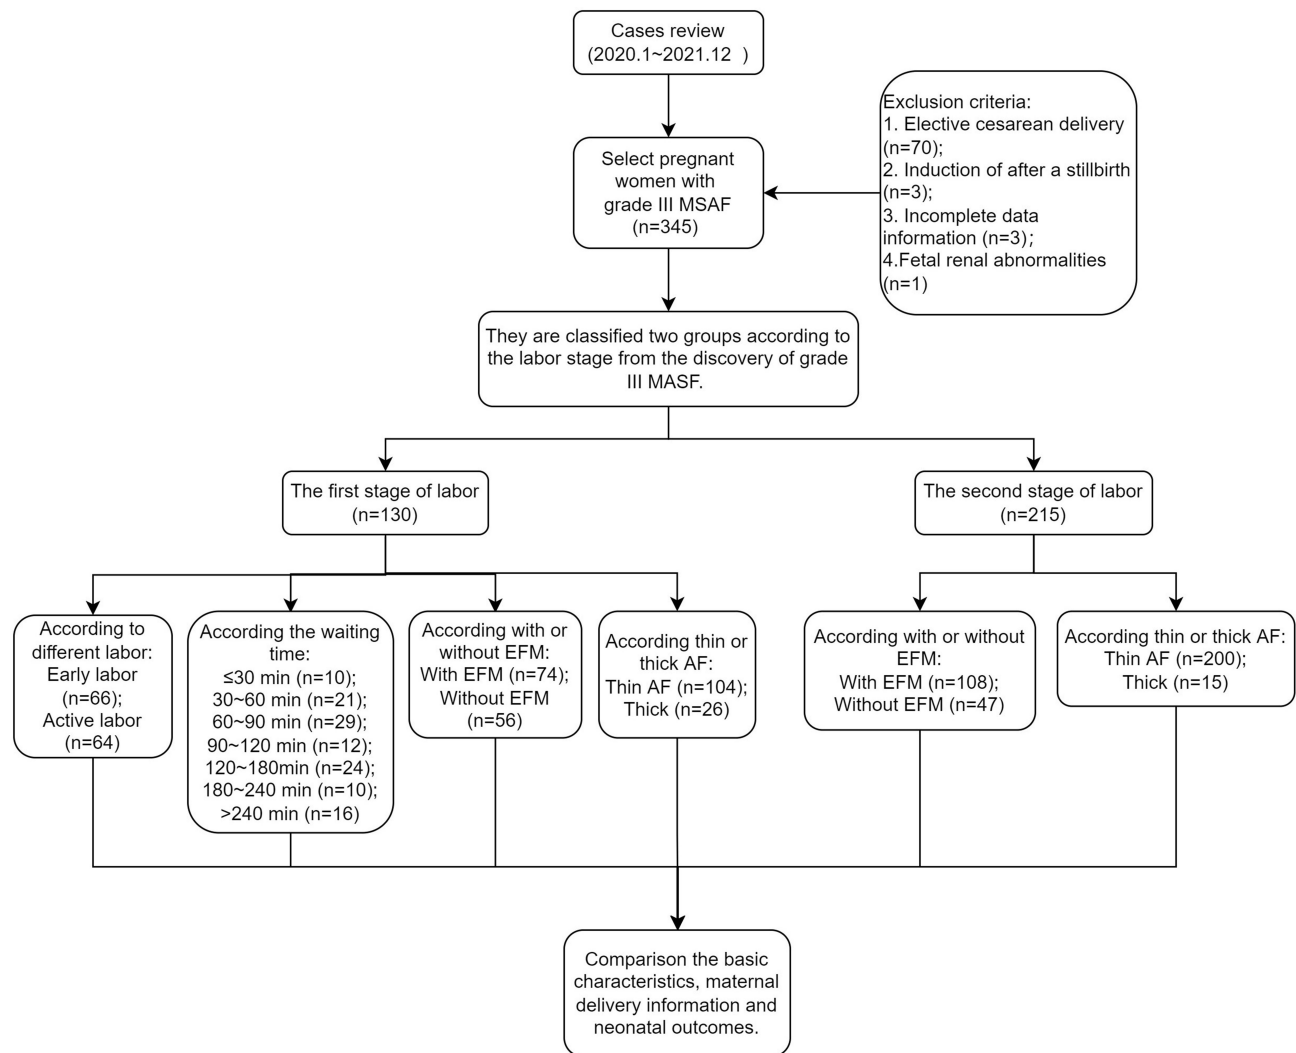 Cases review
(2020.1~2021.12 )
Exclusion criteria:
1. Elective cesarean delivery
(n=70);
2. Induction of after a stillbirth
(n=3);
3. Incomplete data
information (n=3);
4.Fetal renal abnormalities
(n=1)
Select pregnant
women with
grade III MSAF
(n=345)
They are classified two groups according to
the labor stage from the discovery of grade
III MASF.
The first stage of labor
(n=130)
The second stage of labor
(n=215)
According to
different labor:
Early labor
(n=66);
Active labor
(n=64)
According the waiting
time:
≤30 min (n=10);
30~60 min (n=21);
60~90 min (n=29);
90~120 min (n=12);
120~180min (n=24);
180~240 min (n=10);
>240 min (n=16)
According with or
without EFM:
With EFM (n=74);
Without EFM
(n=56)
According thin or
thick AF:
Thin AF (n=104);
Thick (n=26)
According with or without
EFM:
With EFM (n=108);
Without EFM (n=47)
According thin or thick AF:
Thin AF (n=200);
Thick (n=15)
Comparison the basic
characteristics, maternal
delivery information and
neonatal outcomes.